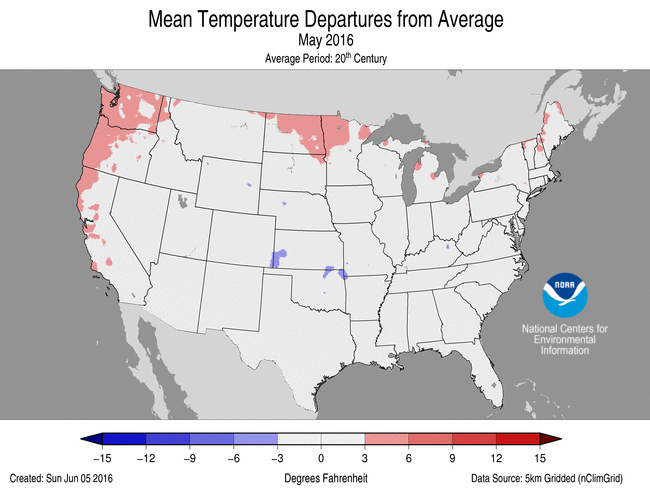 Mean Temperature Departures from Average
May 2016
Average Period: 20th Century
NOAA
National Centers for
Environmental
Information
−15 −12 −9 −6 −3 0 3 6 9 12 15
Created: Sun Jun 05 2016 Degrees Fahrenheit Data Source: 5km Gridded (nClimGrid)